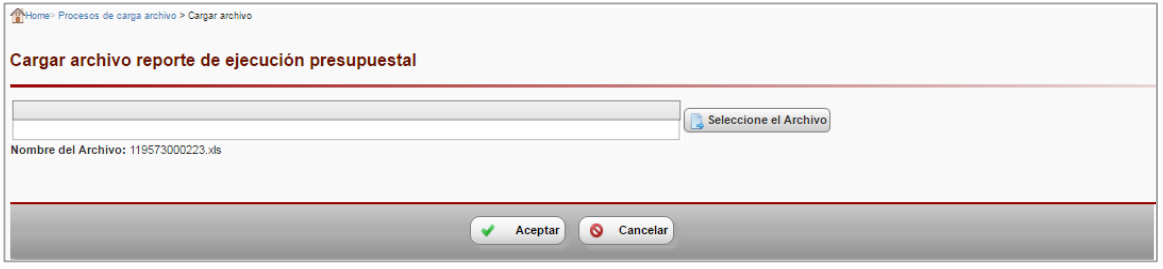 Home> Procesos de carga archivo > Cargar archivo
Cargar archivo reporte de ejecución presupuestal
Seleccione el Archivo
Nombre del Archivo: 119573000223.xls
Aceptar
Cancelar